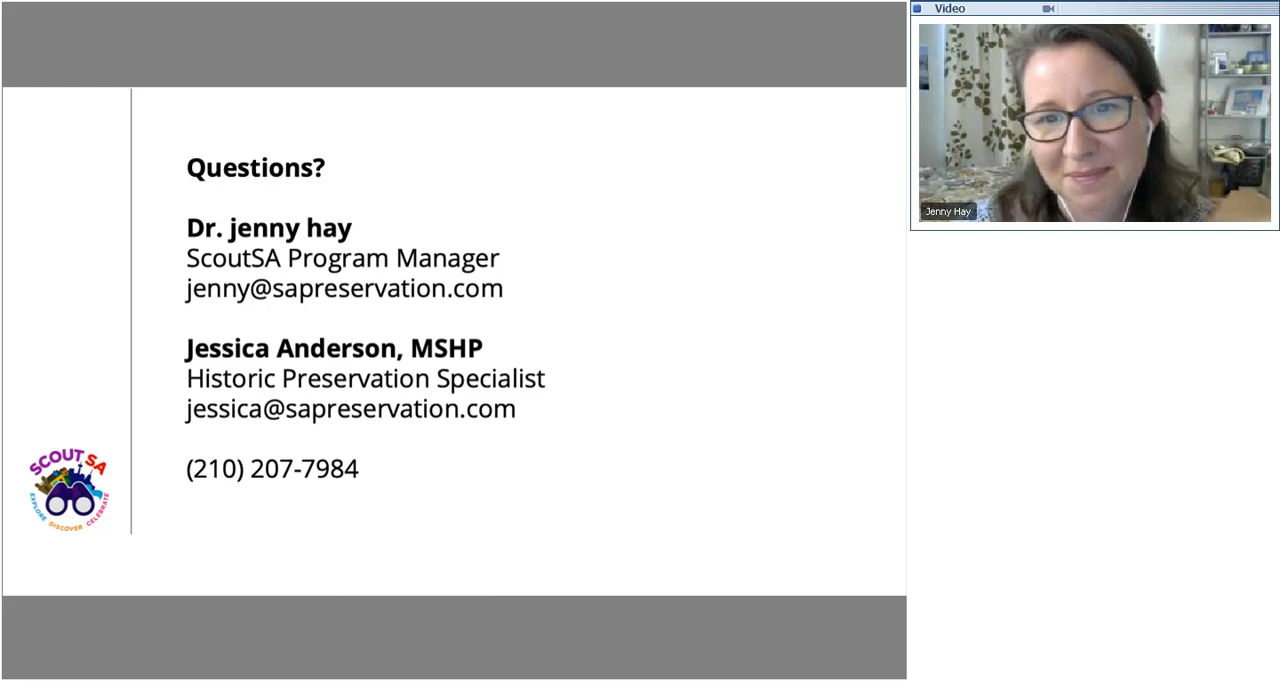 Questions?
Dr. jenny hay
ScoutSA Program Manager
jenny@sapreservation.com
Jessica Anderson, MSHP
Historic Preservation Specialist
jessica@sapreservation.com
(210) 207-7984
SCOUT SA
EXPLORE DISCOVER CELEBRATE
Video
Jenny Hay